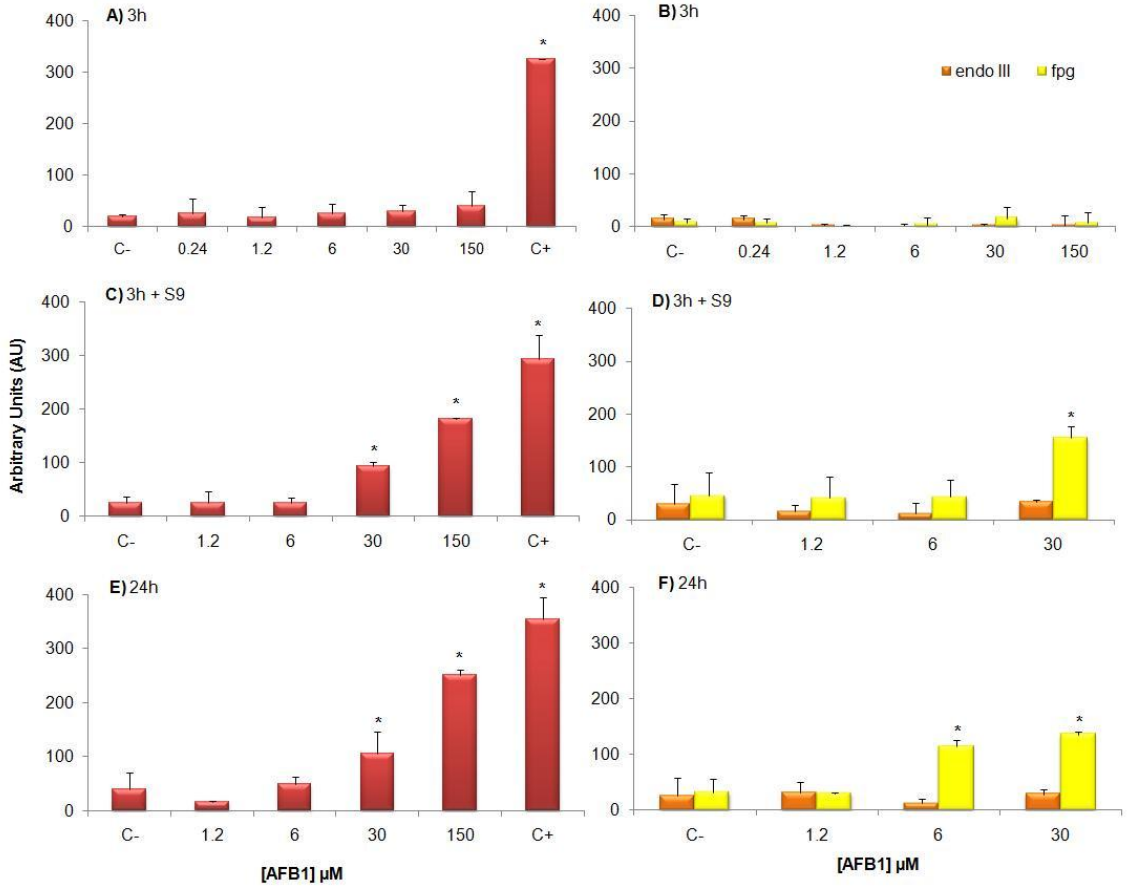 A) 3h
400
300
200
100
0
*
C- 0.24 1.2 6 30 150 C+
B) 3h
400
300
200
100
0
endo III fpg
C- 0.24 1.2 6 30 150
C) 3h + S9
400
300
200
100
0
* * *
C- 1.2 6 30 150 C+
D) 3h + S9
400
300
200
100
0
*
C- 1.2 6 30
E) 24h
400
300
200
100
0
* * *
C- 1.2 6 30 150 C+
F) 24h
400
300
200
100
0
* *
C- 1.2 6 30
Arbitrary Units (AU)
[AFB1] µM
[AFB1] µM